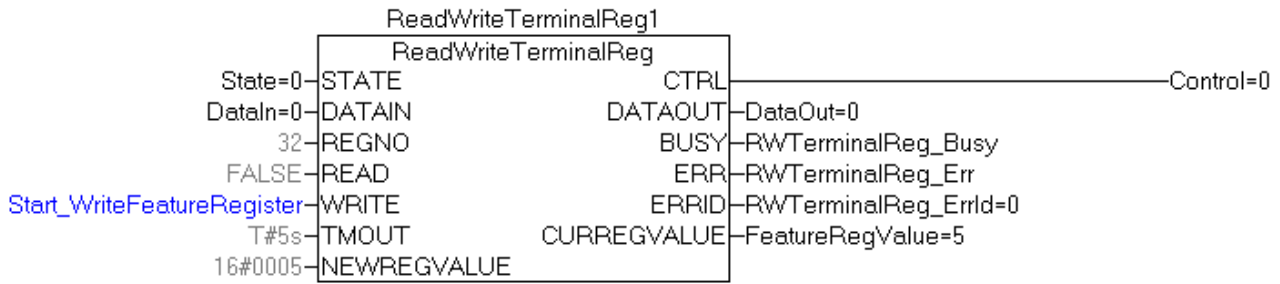 ReadWriteTerminalReg1
ReadWriteTerminalReg
State=0 STATE CTRL Control=0
DataIn=0 DATAIN DATAOUT DataOut=0
32 REGNO BUSY RWTerminalReg_Busy
FALSE READ ERR RWTerminalReg_Err
Start_WriteFeatureRegister WRITE ERRID RWTerminalReg_ErrId=0
T#5s TMOUT CURREGVALUE FeatureRegValue=5
16#0005 NEWREGVALUE